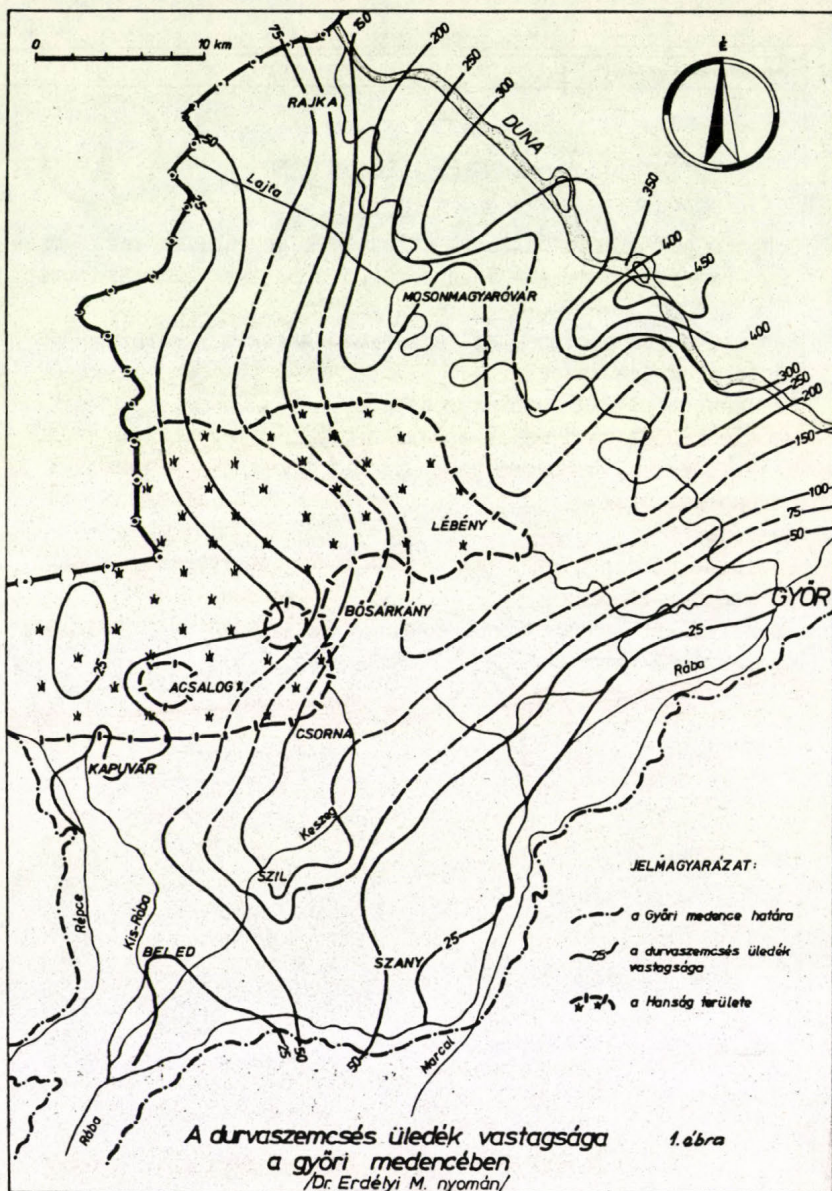 0 10 km
75
150
200
250
300
É
RAJKA
DUNA
50
75
Lajta
350
400
450
MOSONMAGYARÓVÁR
400
300
250
200
150
100
75
50
LÉBÉNY
GYŐR
BŐSÁRKÁNY
25
25
Rába
ACSALOG
CSORNA
KAPUVÁR
Keszeg
SZIL
Répce
Kis-Rába
BELED
SZANY
25
JELMAGYARÁZAT:
a Győri medence határa
25 a durvaszemcsés üledék
vastagsága
a Hanság területe
25
50
50
Marcal
Rába
A durvaszemcsés üledék vastagsága
a győri medencében
/Dr. Erdélyi M. nyomán/
1. ábra